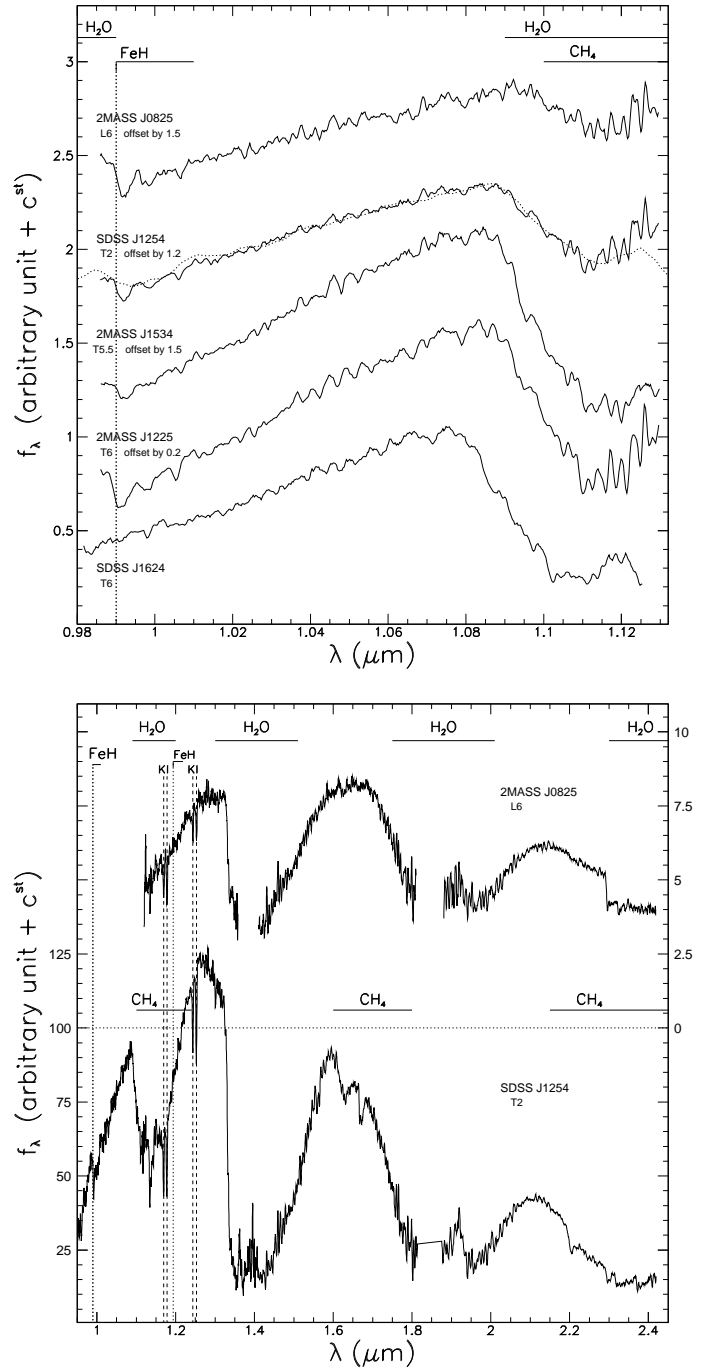 H₂O H₂O
FeH CH₄
3
2MASS J0825
L6 offset by 1.5
2.5
SDSS J1254
T2 offset by 1.2
2
2MASS J1534
T5.5 offset by 1.5
1.5
2MASS J1225
T6 offset by 0.2
1
0.5
SDSS J1624
T6
f_λ (arbitrary unit + cˢᵗ)
0.98 1 1.02 1.04 1.06 1.08 1.1 1.12
λ (μm)
H₂O H₂O H₂O H₂O
10
FeH KI FeH KI
2MASS J0825
L6
7.5
5
125 2.5
CH₄ CH₄ CH₄
100 0
SDSS J1254
T2
75
50
25
f_λ (arbitrary unit + cˢᵗ)
1 1.2 1.4 1.6 1.8 2 2.2 2.4
λ (μm)